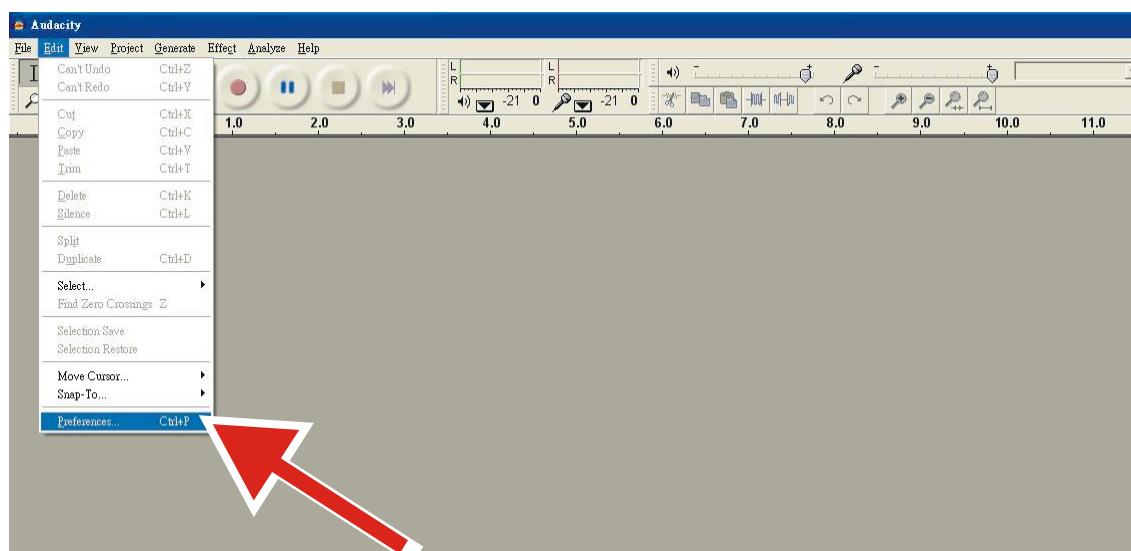 Audacity
File Edit View Project Generate Effect Analyze Help
Can't Undo Ctrl+Z
Can't Redo Ctrl+Y
Cut Ctrl+X
Copy Ctrl+C
Paste Ctrl+V
Trim Ctrl+T
Delete Ctrl+K
Silence Ctrl+L
Split
Duplicate Ctrl+D
Select...
Find Zero Crossings Z
Selection Save
Selection Restore
Move Cursor...
Snap-To...
Preferences... Ctrl+P
L L
R R
-21 0 -21 0
1.0 2.0 3.0 4.0 5.0 6.0 7.0 8.0 9.0 10.0 11.0